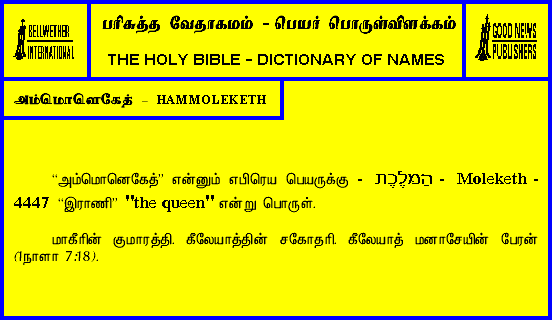 BELLWETHER
INTERNATIONAL
பரிசுத்த வேதாகமம் - பெயர் பொருள்விளக்கம்
THE HOLY BIBLE – DICTIONARY OF NAMES
GOOD NEWS
PUBLISHERS
அம்மொளெகேத் – HAMMOLEKETH
“அம்மொனெகேத்” என்னும் எபிரெய பெயருக்கு - הַמֹּלֶכֶת - Moleketh -
4447 “இராணி” "the queen" என்று பொருள்.
மாகீரின் குமாரத்தி. கீலேயாத்தின் சகோதரி. கீலேயாத் மனாசேயின் பேரன்
(1நாளா 7:18).